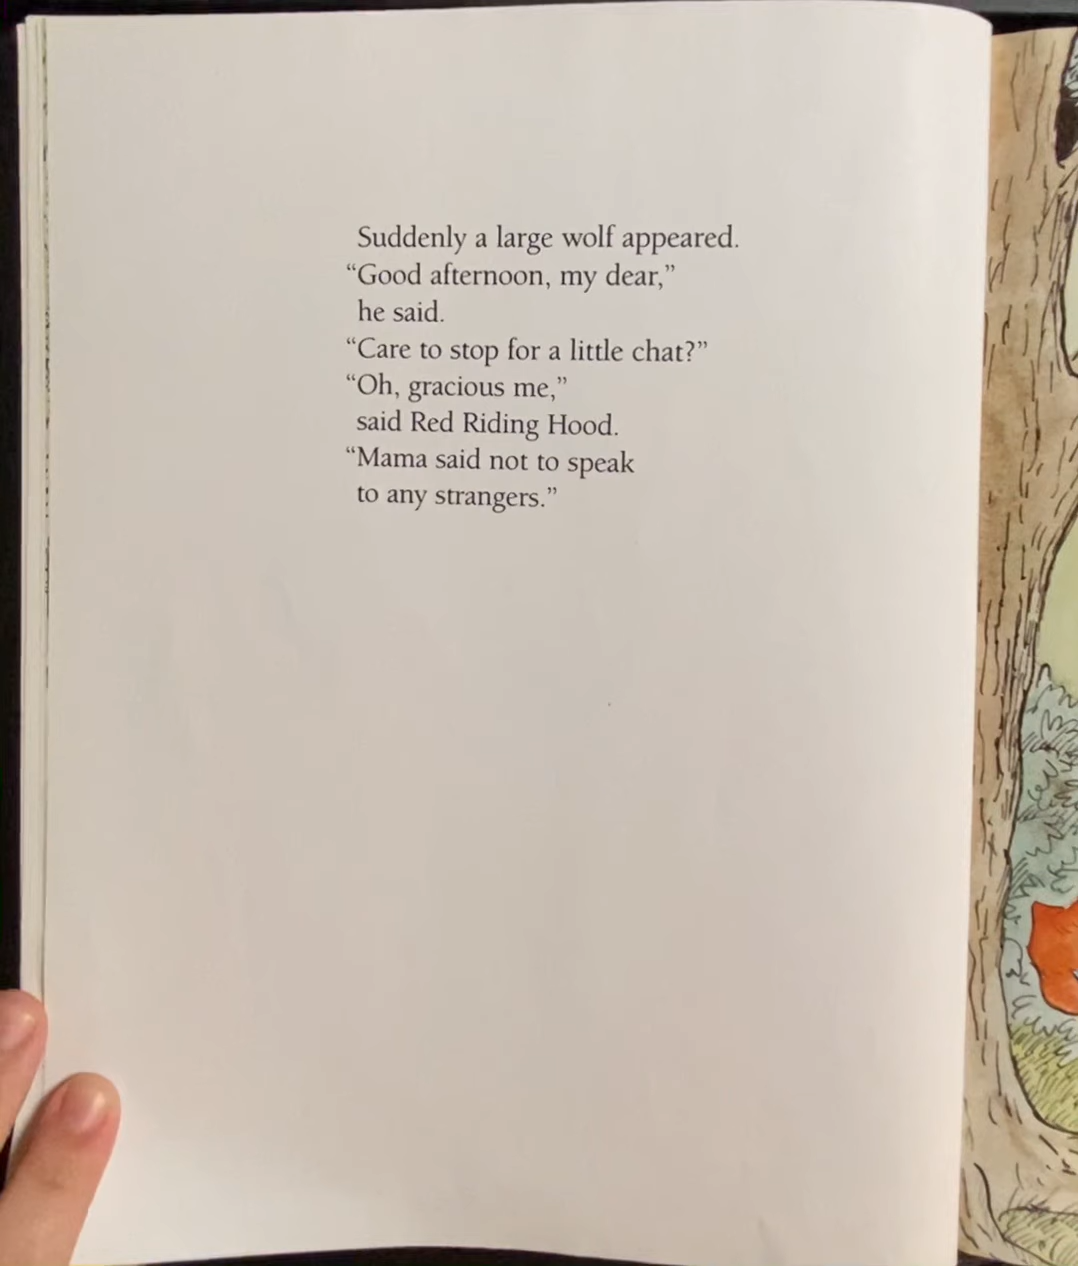 Suddenly a large wolf appeared.
“Good afternoon, my dear,”
he said.
“Care to stop for a little chat?”
“Oh, gracious me,”
said Red Riding Hood.
“Mama said not to speak
to any strangers.”